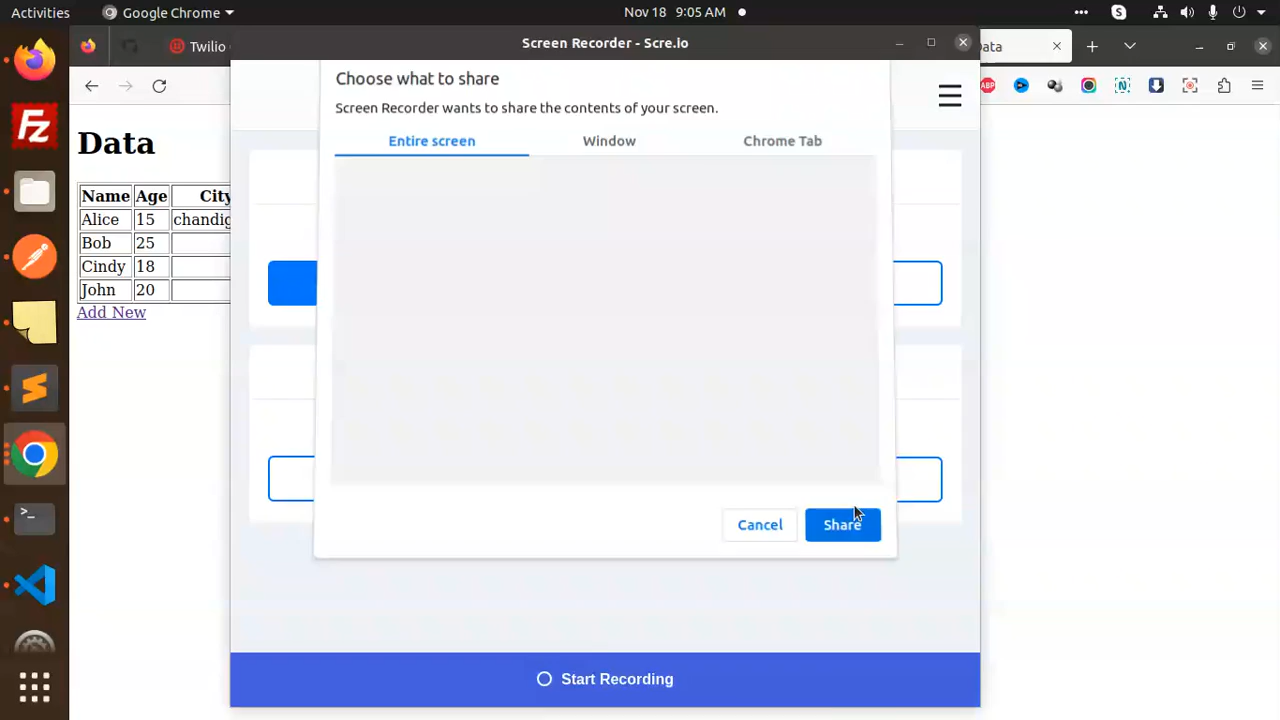 Activities Google Chrome Nov 18 9:05 AM
Twilio
Screen Recorder - Scre.io
Data
Choose what to share
Screen Recorder wants to share the contents of your screen.
Entire screen Window Chrome Tab
Data
Name Age City
Alice 15 chandig
Bob 25
Cindy 18
John 20
Add New
Cancel Share
Start Recording